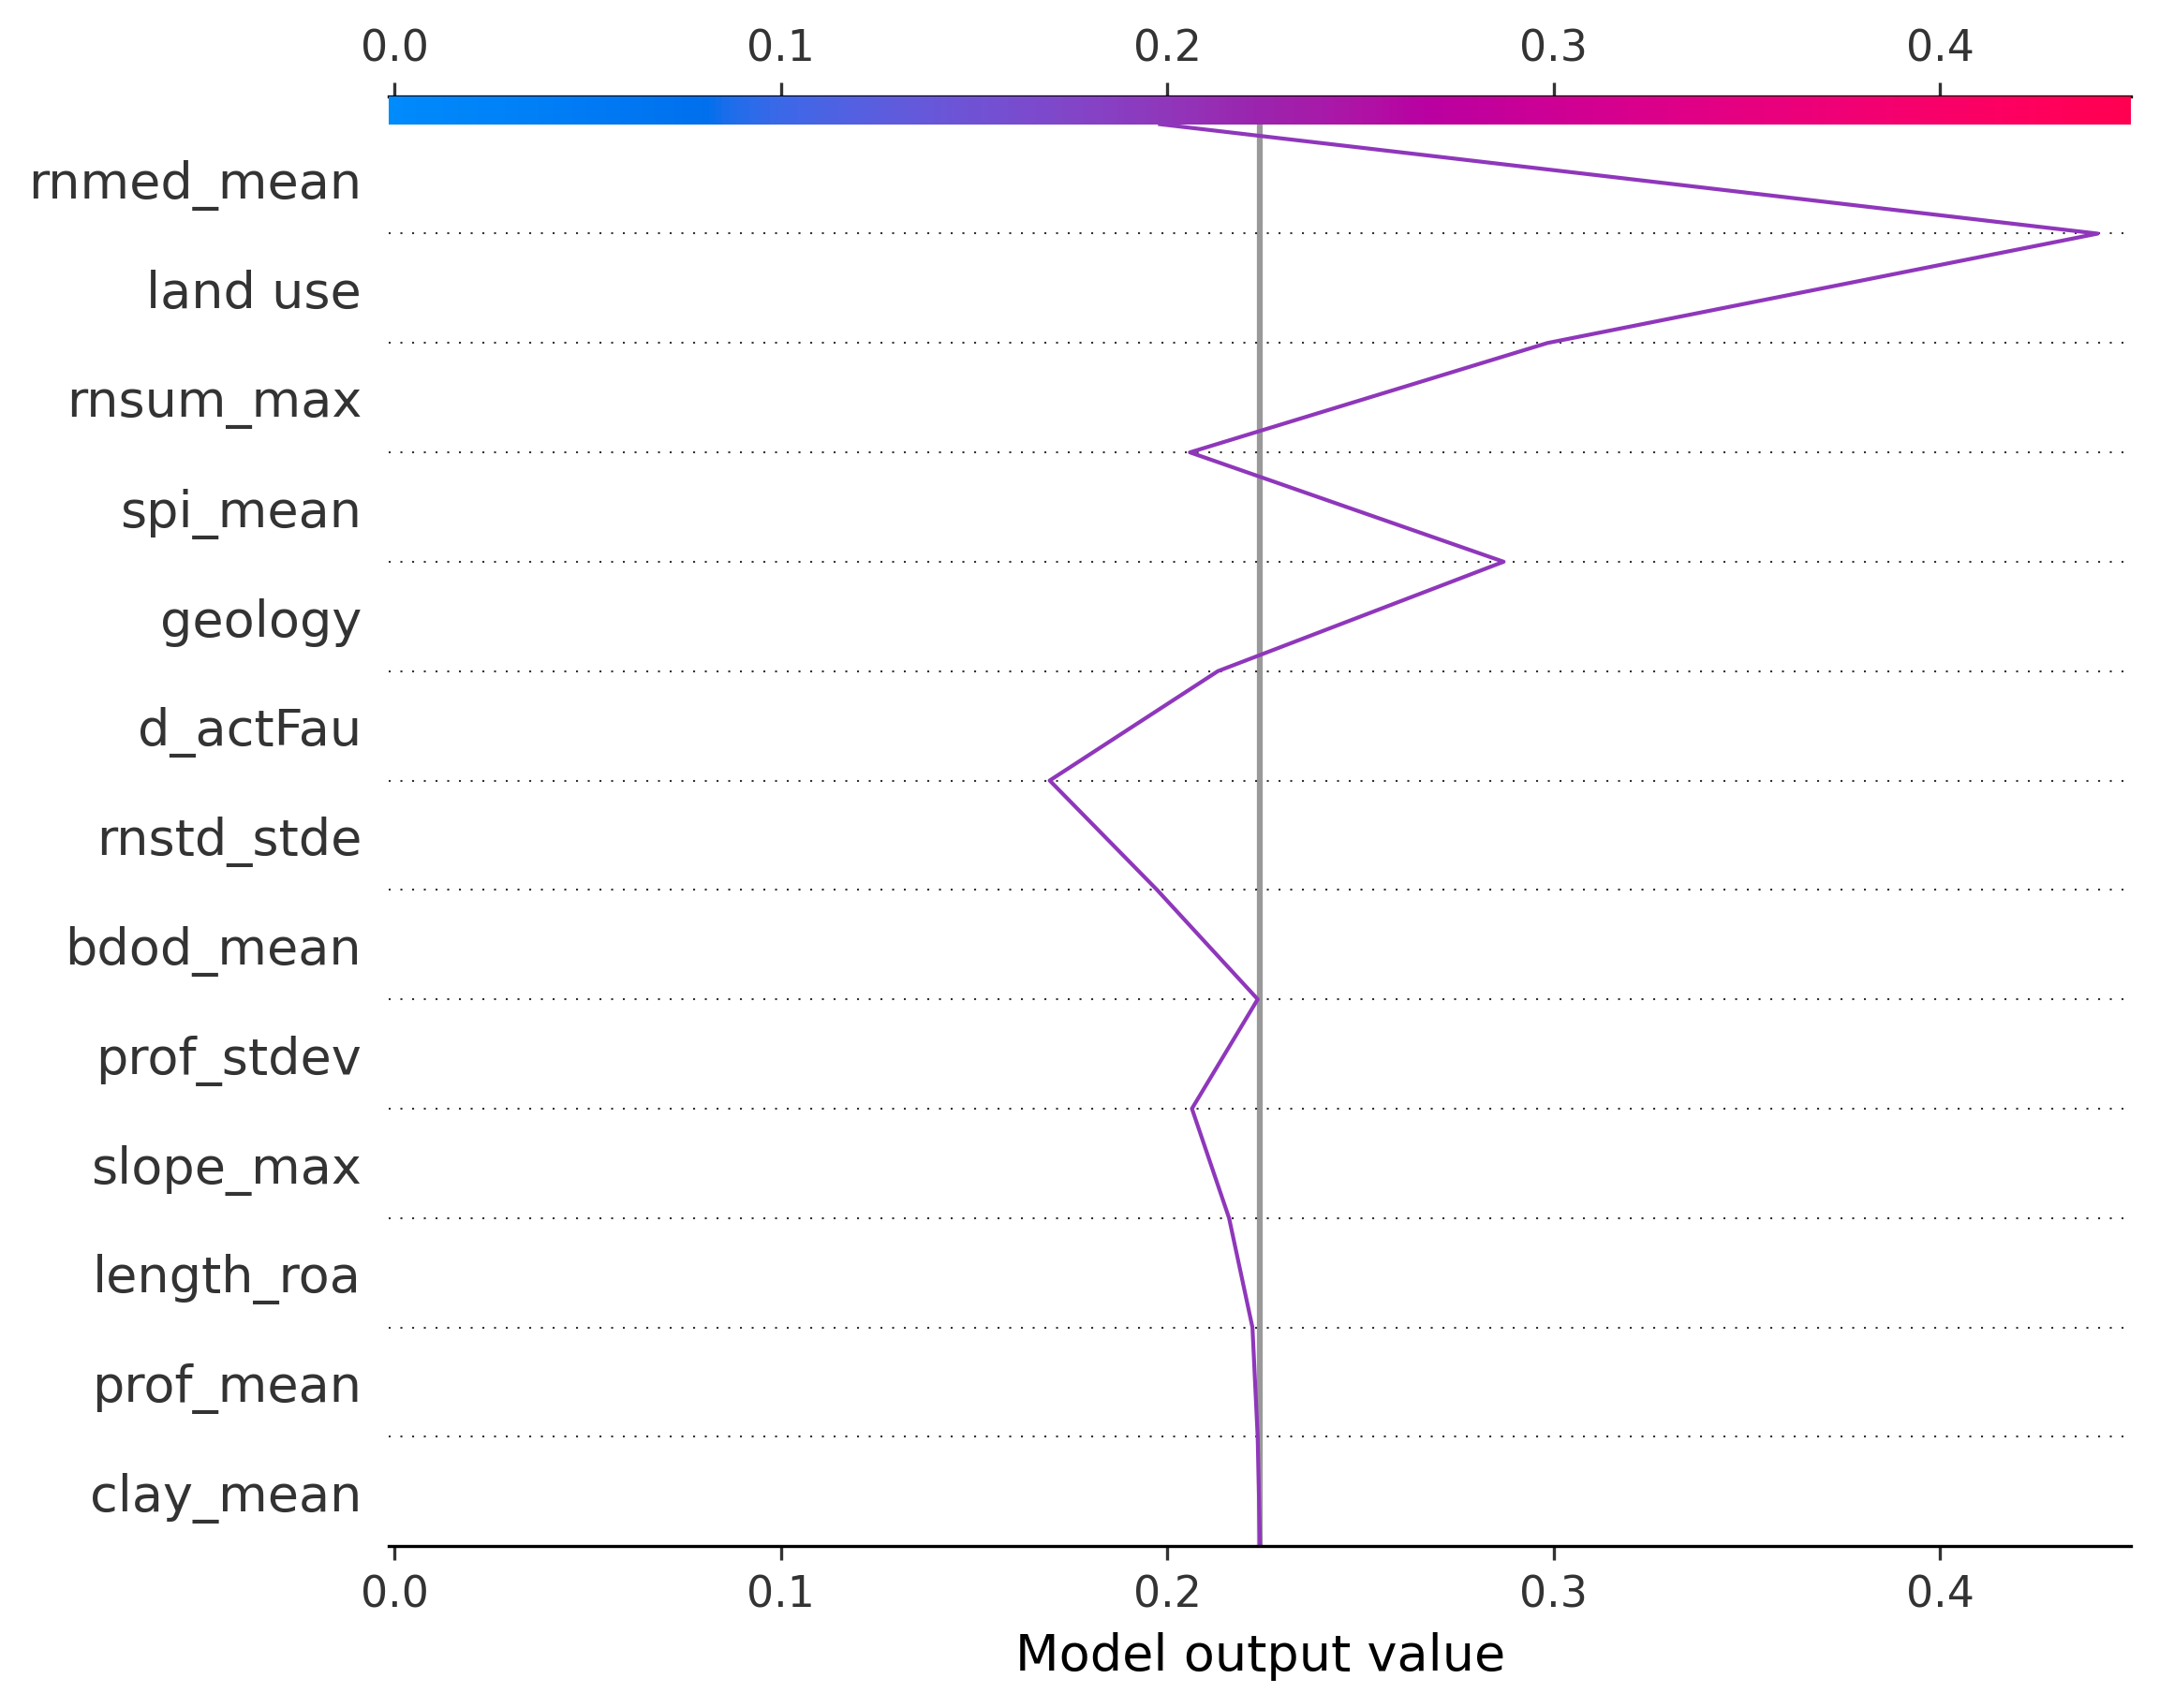 0.0 0.1 0.2 0.3 0.4
rnmed_mean
land use
rnsum_max
spi_mean
geology
d_actFau
rnstd_stde
bdod_mean
prof_stdev
slope_max
length_roa
prof_mean
clay_mean
0.0 0.1 0.2 0.3 0.4
Model output value